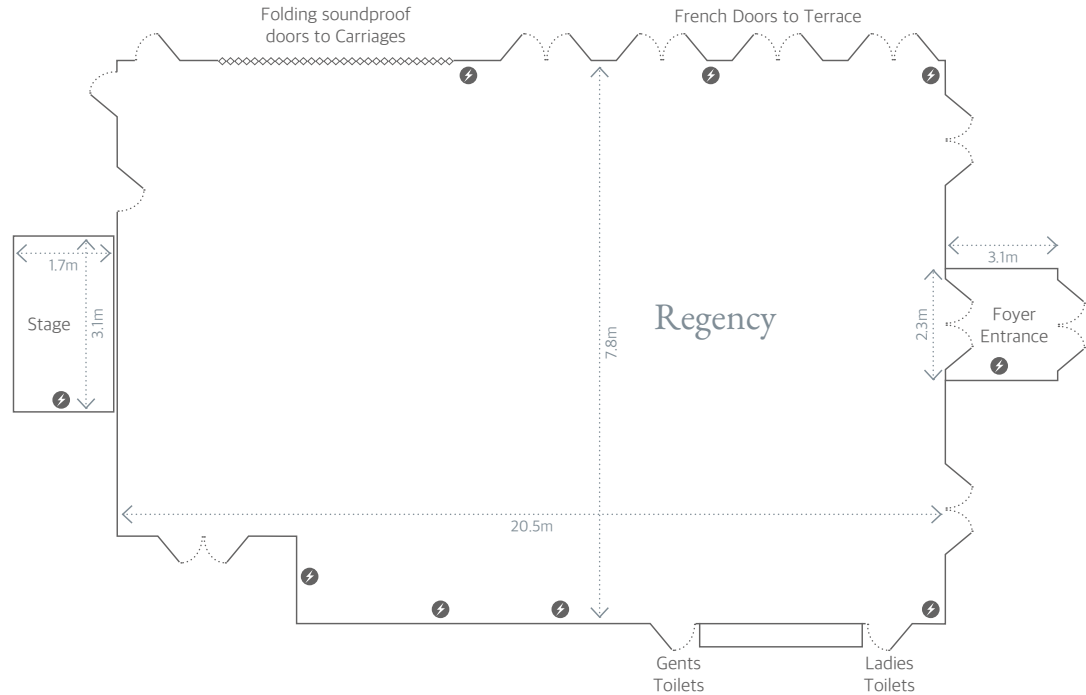 Folding soundproof
doors to Carriages
French Doors to Terrace
1.7m
3.1m
Stage
Regency
7.8m
3.1m
2.3m
Foyer
Entrance
20.5m
Gents
Toilets
Ladies
Toilets